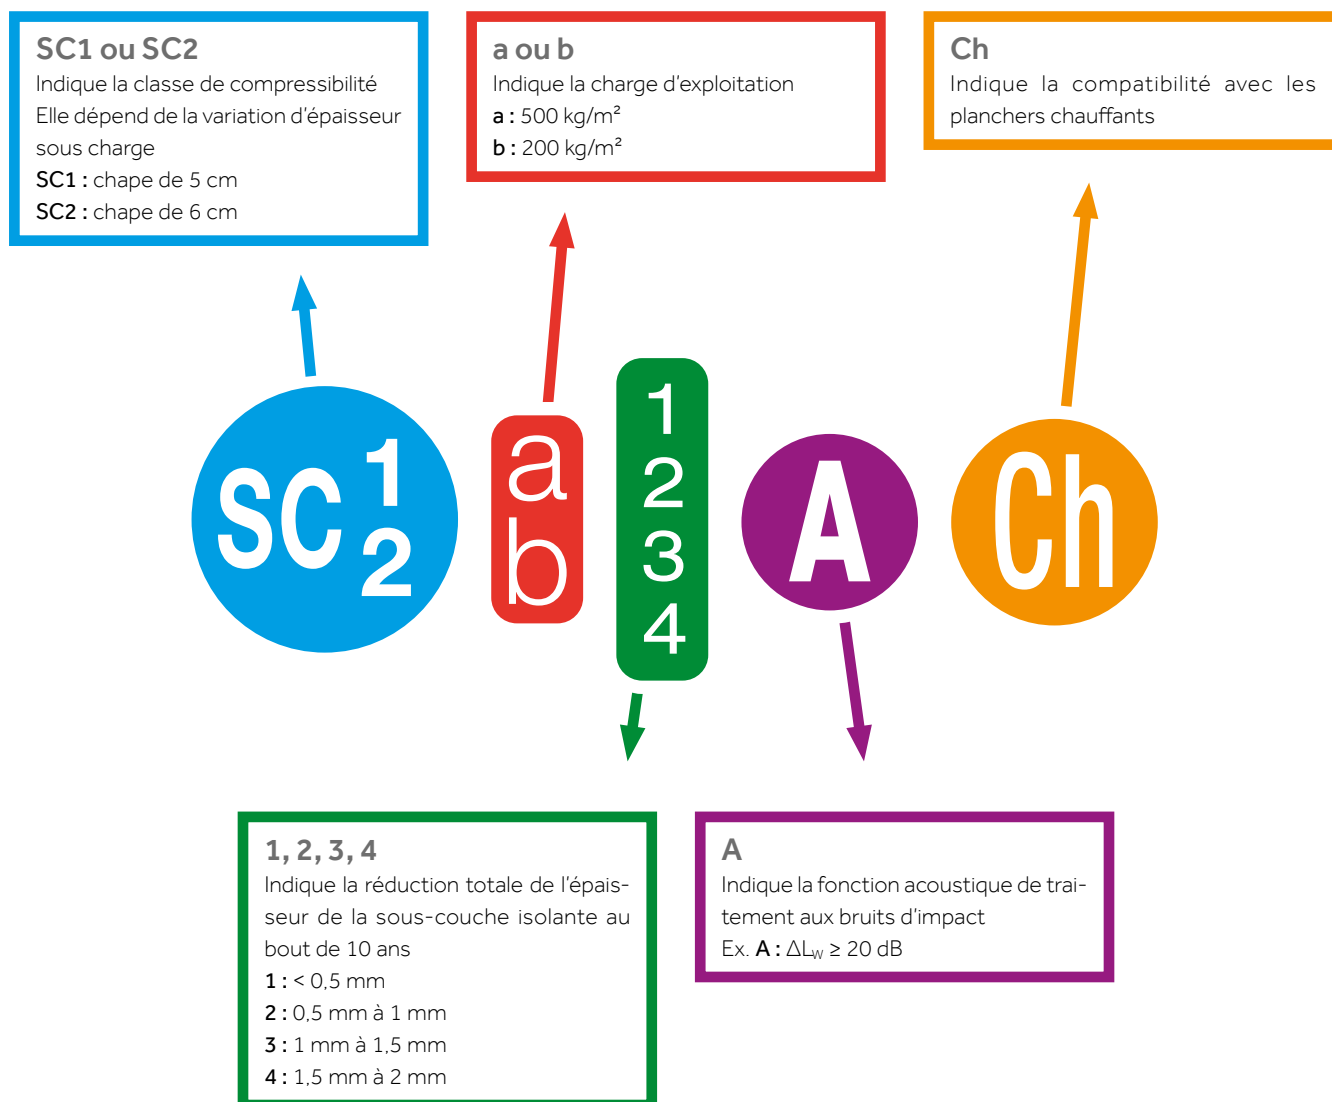 SC1 ou SC2
Indique la classe de compressibilité
Elle dépend de la variation d'épaisseur
sous charge
SC1 : chape de 5 cm
SC2 : chape de 6 cm
a ou b
Indique la charge d'exploitation
a : 500 kg/m²
b : 200 kg/m²
Ch
Indique la compatibilité avec les
planchers chauffants
SC 1
2
a
b
1
2
3
4
A
Ch
1, 2, 3, 4
Indique la réduction totale de l'épais-
seur de la sous-couche isolante au
bout de 10 ans
1 : < 0,5 mm
2 : 0,5 mm à 1 mm
3 : 1 mm à 1,5 mm
4 : 1,5 mm à 2 mm
A
Indique la fonction acoustique de trai-
tement aux bruits d'impact
Ex. A : ΔLw ≥ 20 dB